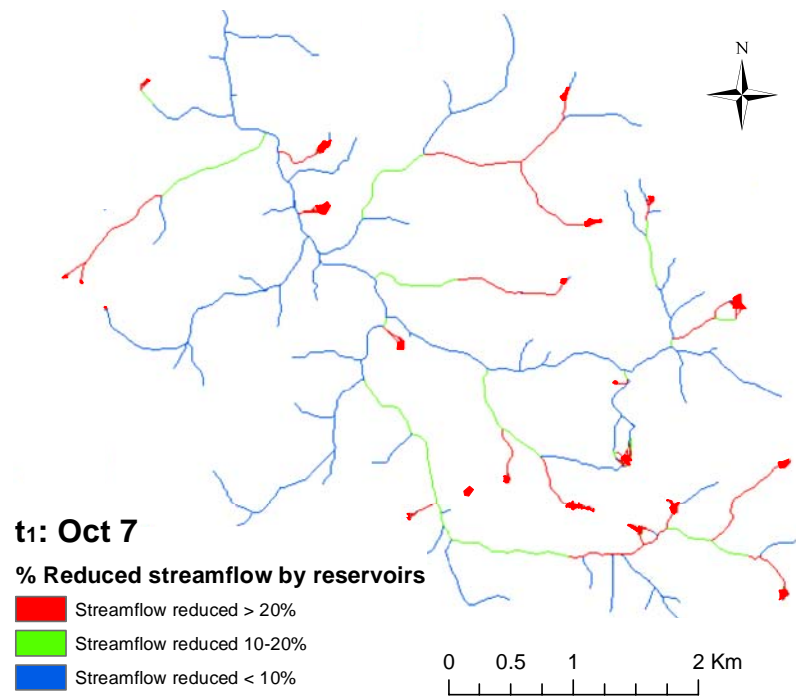 N
t1: Oct 7
% Reduced streamflow by reservoirs
Streamflow reduced > 20%
Streamflow reduced 10-20%
Streamflow reduced < 10%
0 0.5 1 2 Km